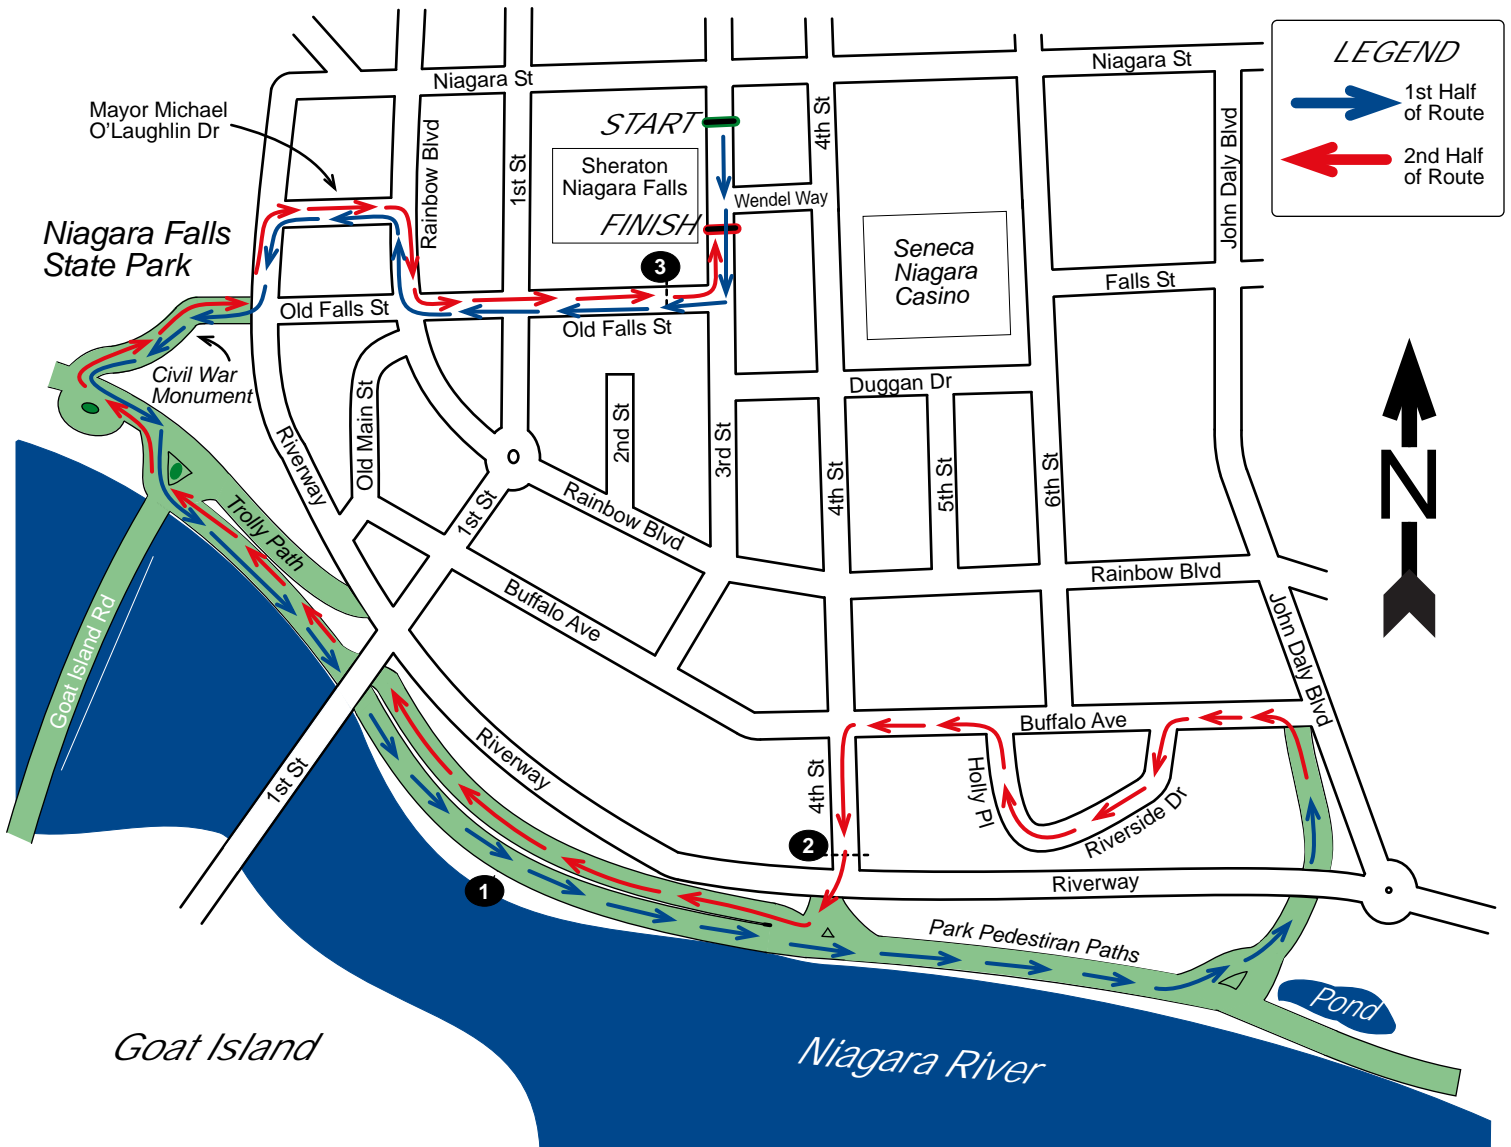 LEGEND
1st Half
of Route
2nd Half
of Route
Niagara St
Niagara St
Mayor Michael
O'Laughlin Dr
START
4th St
John Daly Blvd
Rainbow Blvd
1st St
Sheraton
Niagara Falls
Wendel Way
FINISH
Niagara Falls
State Park
Seneca
Niagara
Casino
3
Falls St
Old Falls St
Old Falls St
Civil War
Monument
Duggan Dr
Old Main St
2nd St
3rd St
4th St
5th St
6th St
N
Riverway
1st St
Rainbow Blvd
Trolly Path
Rainbow Blvd
Buffalo Ave
John Daly Blvd
Goat Island Rd
Buffalo Ave
Riverway
1st St
4th St
Holly Pl
Riverside Dr
2
1
Riverway
Park Pedestiran Paths
Pond
Goat Island
Niagara River